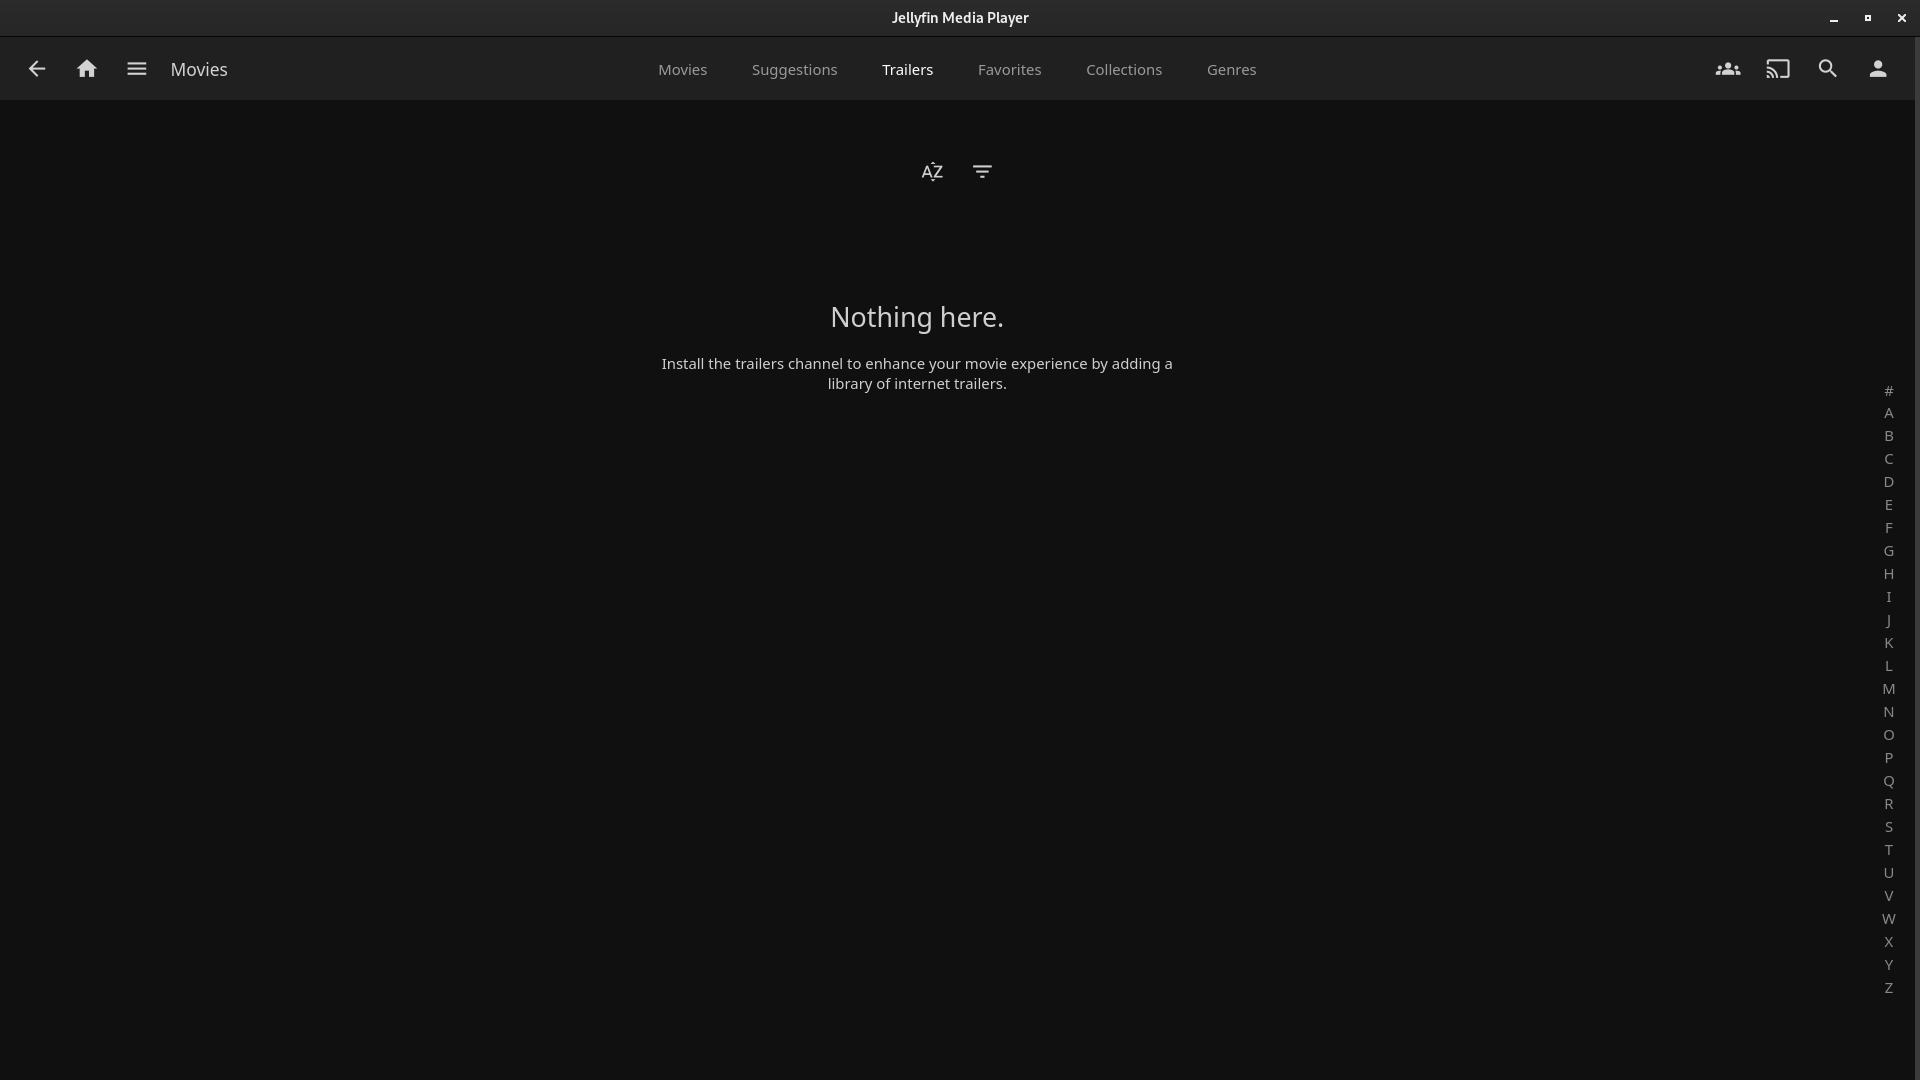 Jellyfin Media Player
Movies
Movies
Suggestions
Trailers
Favorites
Collections
Genres
AZ
Nothing here.
Install the trailers channel to enhance your movie experience by adding a
library of internet trailers.
#
A
B
C
D
E
F
G
H
I
J
K
L
M
N
O
P
Q
R
S
T
U
V
W
X
Y
Z